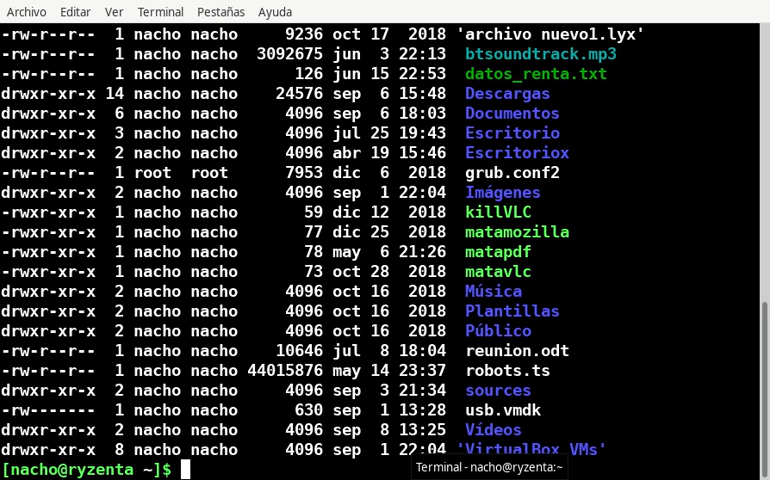 Archivo Editar Ver Terminal Pestañas Ayuda
-rw-r--r-- 1 nacho nacho 9236 oct 17 2018 'archivo nuevo1.lyx'
-rw-r--r-- 1 nacho nacho 3092675 jun 3 22:13 btsoundtrack.mp3
-rw-r--r-- 1 nacho nacho 126 jun 15 22:53 datos_renta.txt
drwxr-xr-x 14 nacho nacho 24576 sep 6 15:48 Descargas
drwxr-xr-x 6 nacho nacho 4096 sep 6 18:03 Documentos
drwxr-xr-x 3 nacho nacho 4096 jul 25 19:43 Escritorio
drwxr-xr-x 2 nacho nacho 4096 abr 19 15:46 Escritoriox
-rw-r--r-- 1 root root 7953 dic 6 2018 grub.conf2
drwxr-xr-x 2 nacho nacho 4096 sep 1 22:04 Imágenes
-rwxr-xr-x 1 nacho nacho 59 dic 12 2018 killVLC
-rwxr-xr-x 1 nacho nacho 77 dic 25 2018 matamozilla
-rwxr-xr-x 1 nacho nacho 78 may 6 21:26 matapdf
-rwxr-xr-x 1 nacho nacho 73 oct 28 2018 matavlc
drwxr-xr-x 2 nacho nacho 4096 oct 16 2018 Música
drwxr-xr-x 2 nacho nacho 4096 oct 16 2018 Plantillas
drwxr-xr-x 2 nacho nacho 4096 oct 16 2018 Público
-rw-r--r-- 1 nacho nacho 10646 jul 8 18:04 reunion.odt
-rw-r--r-- 1 nacho nacho 44015876 may 14 23:37 robots.ts
drwxr-xr-x 2 nacho nacho 4096 sep 3 21:34 sources
-rw------- 1 nacho nacho 630 sep 1 13:28 usb.vmdk
drwxr-xr-x 2 nacho nacho 4096 sep 8 13:25 Vídeos
drwxr-xr-x 8 nacho nacho 4096 sep 1 22:04 'VirtualBox VMs'
[nacho@ryzenta ~]$
Terminal - nacho@ryzenta:~